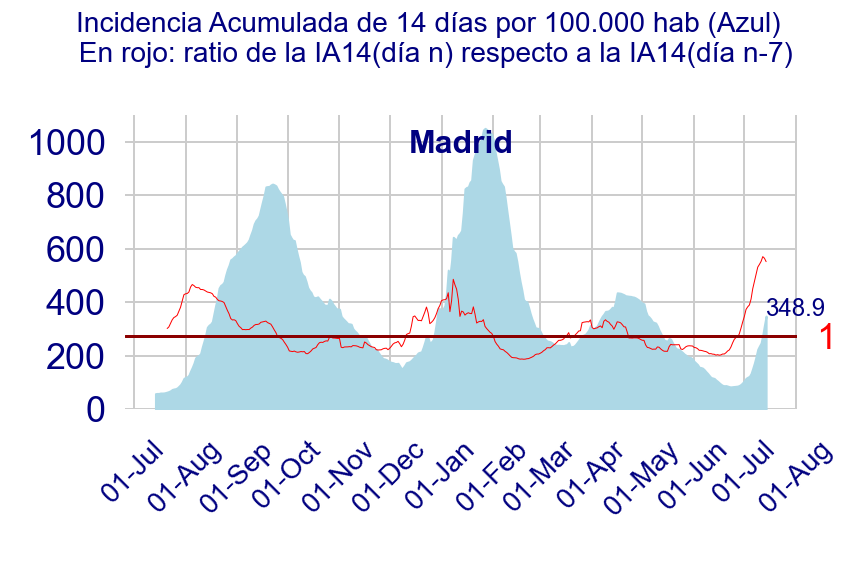 Incidencia Acumulada de 14 días por 100.000 hab (Azul)
En rojo: ratio de la IA14(día n) respecto a la IA14(día n-7)
Madrid
1000
800
600
400
200
0
348.9
1
01-Jul
01-Aug
01-Sep
01-Oct
01-Nov
01-Dec
01-Jan
01-Feb
01-Mar
01-Apr
01-May
01-Jun
01-Jul
01-Aug